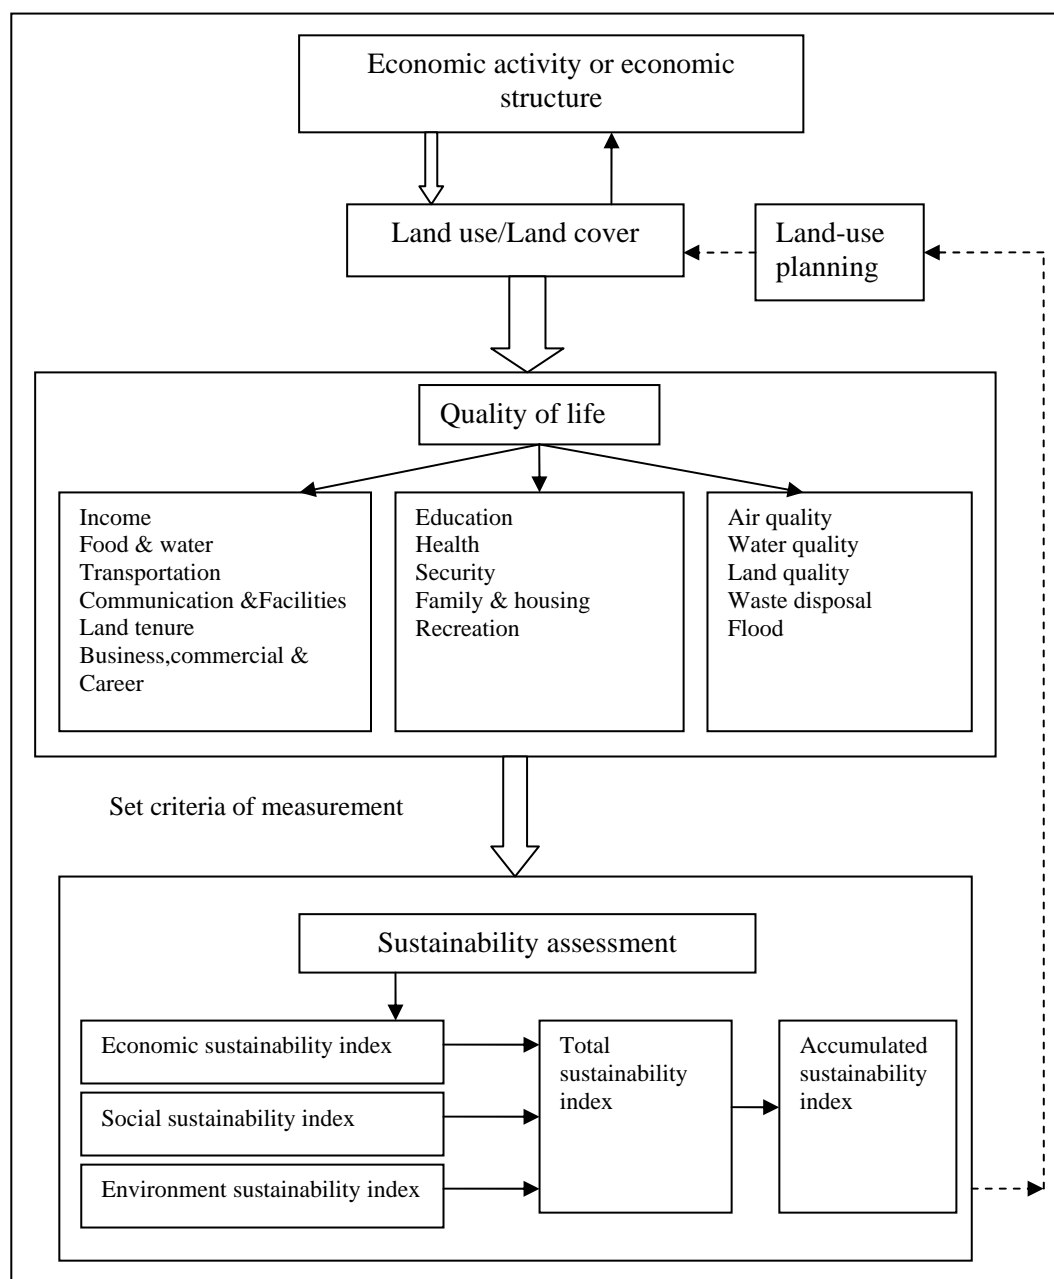 Economic activity or economic
structure
Land use/Land cover
Land-use
planning
Quality of life
Income
Food & water
Transportation
Communication &Facilities
Land tenure
Business,commercial &
Career
Education
Health
Security
Family & housing
Recreation
Air quality
Water quality
Land quality
Waste disposal
Flood
Set criteria of measurement
Sustainability assessment
Economic sustainability index
Social sustainability index
Environment sustainability index
Total
sustainability
index
Accumulated
sustainability
index